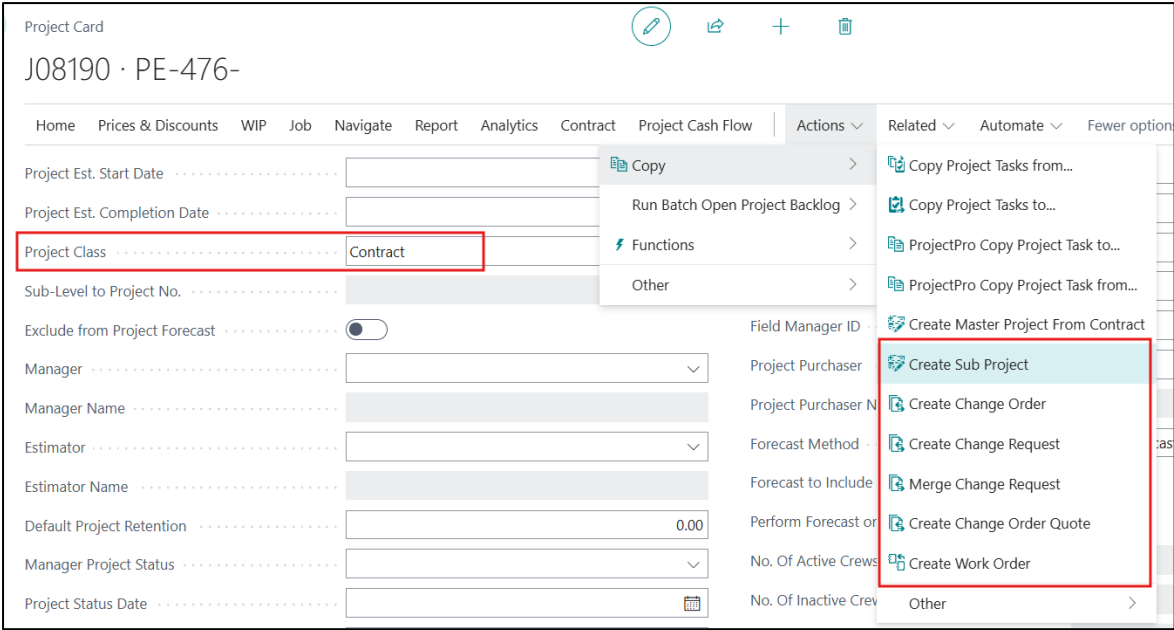 Project Card
J08190 · PE-476-
Home Prices & Discounts WIP Job Navigate Report Analytics Contract Project Cash Flow Actions Related Automate Fewer options
Project Est. Start Date
Project Est. Completion Date
Project Class Contract
Sub-Level to Project No.
Exclude from Project Forecast
Manager
Manager Name
Estimator
Estimator Name
Default Project Retention 0.00
Manager Project Status
Project Status Date
Copy
Run Batch Open Project Backlog
Functions
Other
Field Manager ID
Project Purchaser
Project Purchaser N
Forecast Method
Forecast to Include
Perform Forecast or
No. Of Active Crews
No. Of Inactive Crew
Copy Project Tasks from...
Copy Project Tasks to...
ProjectPro Copy Project Task to...
ProjectPro Copy Project Task from...
Create Master Project From Contract
Create Sub Project
Create Change Order
Create Change Request
Merge Change Request
Create Change Order Quote
Create Work Order
Other